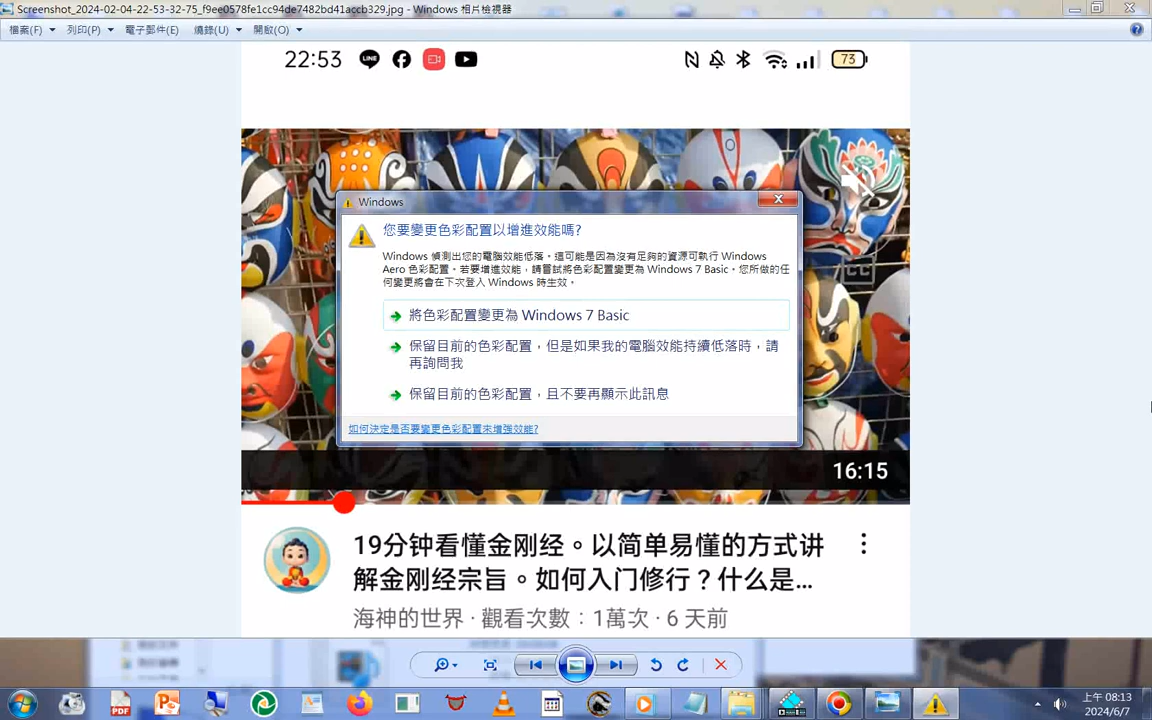 Screenshot_2024-02-04-22-53-32-75_f9ee0578fe1cc94de7482bd41accb329.jpg - Windows 相片檢視器
檔案(F) 列印(P) 電子郵件(E) 燒錄(U) 開啟(O)
22:53 LINE 73
Windows
您要變更色彩配置以增進效能嗎?
Windows 偵測出您的電腦效能低落。這可能是因為沒有足夠的資源可執行 Windows
Aero 色彩配置。若要增進效能，請嘗試將色彩配置變更為 Windows 7 Basic。您所做的任
何變更將會在下次登入 Windows 時生效。
將色彩配置變更為 Windows 7 Basic
保留目前的色彩配置，但是如果我的電腦效能持續低落時，請
再詢問我
保留目前的色彩配置，且不要再顯示此訊息
如何決定是否要變更色彩配置來增強效能?
16:15
19分钟看懂金刚经。以简单易懂的方式讲
解金刚经宗旨。如何入门修行？什么是...
海神的世界 · 觀看次數：1萬次 · 6 天前
PDF
上午 08:13
2024/6/7